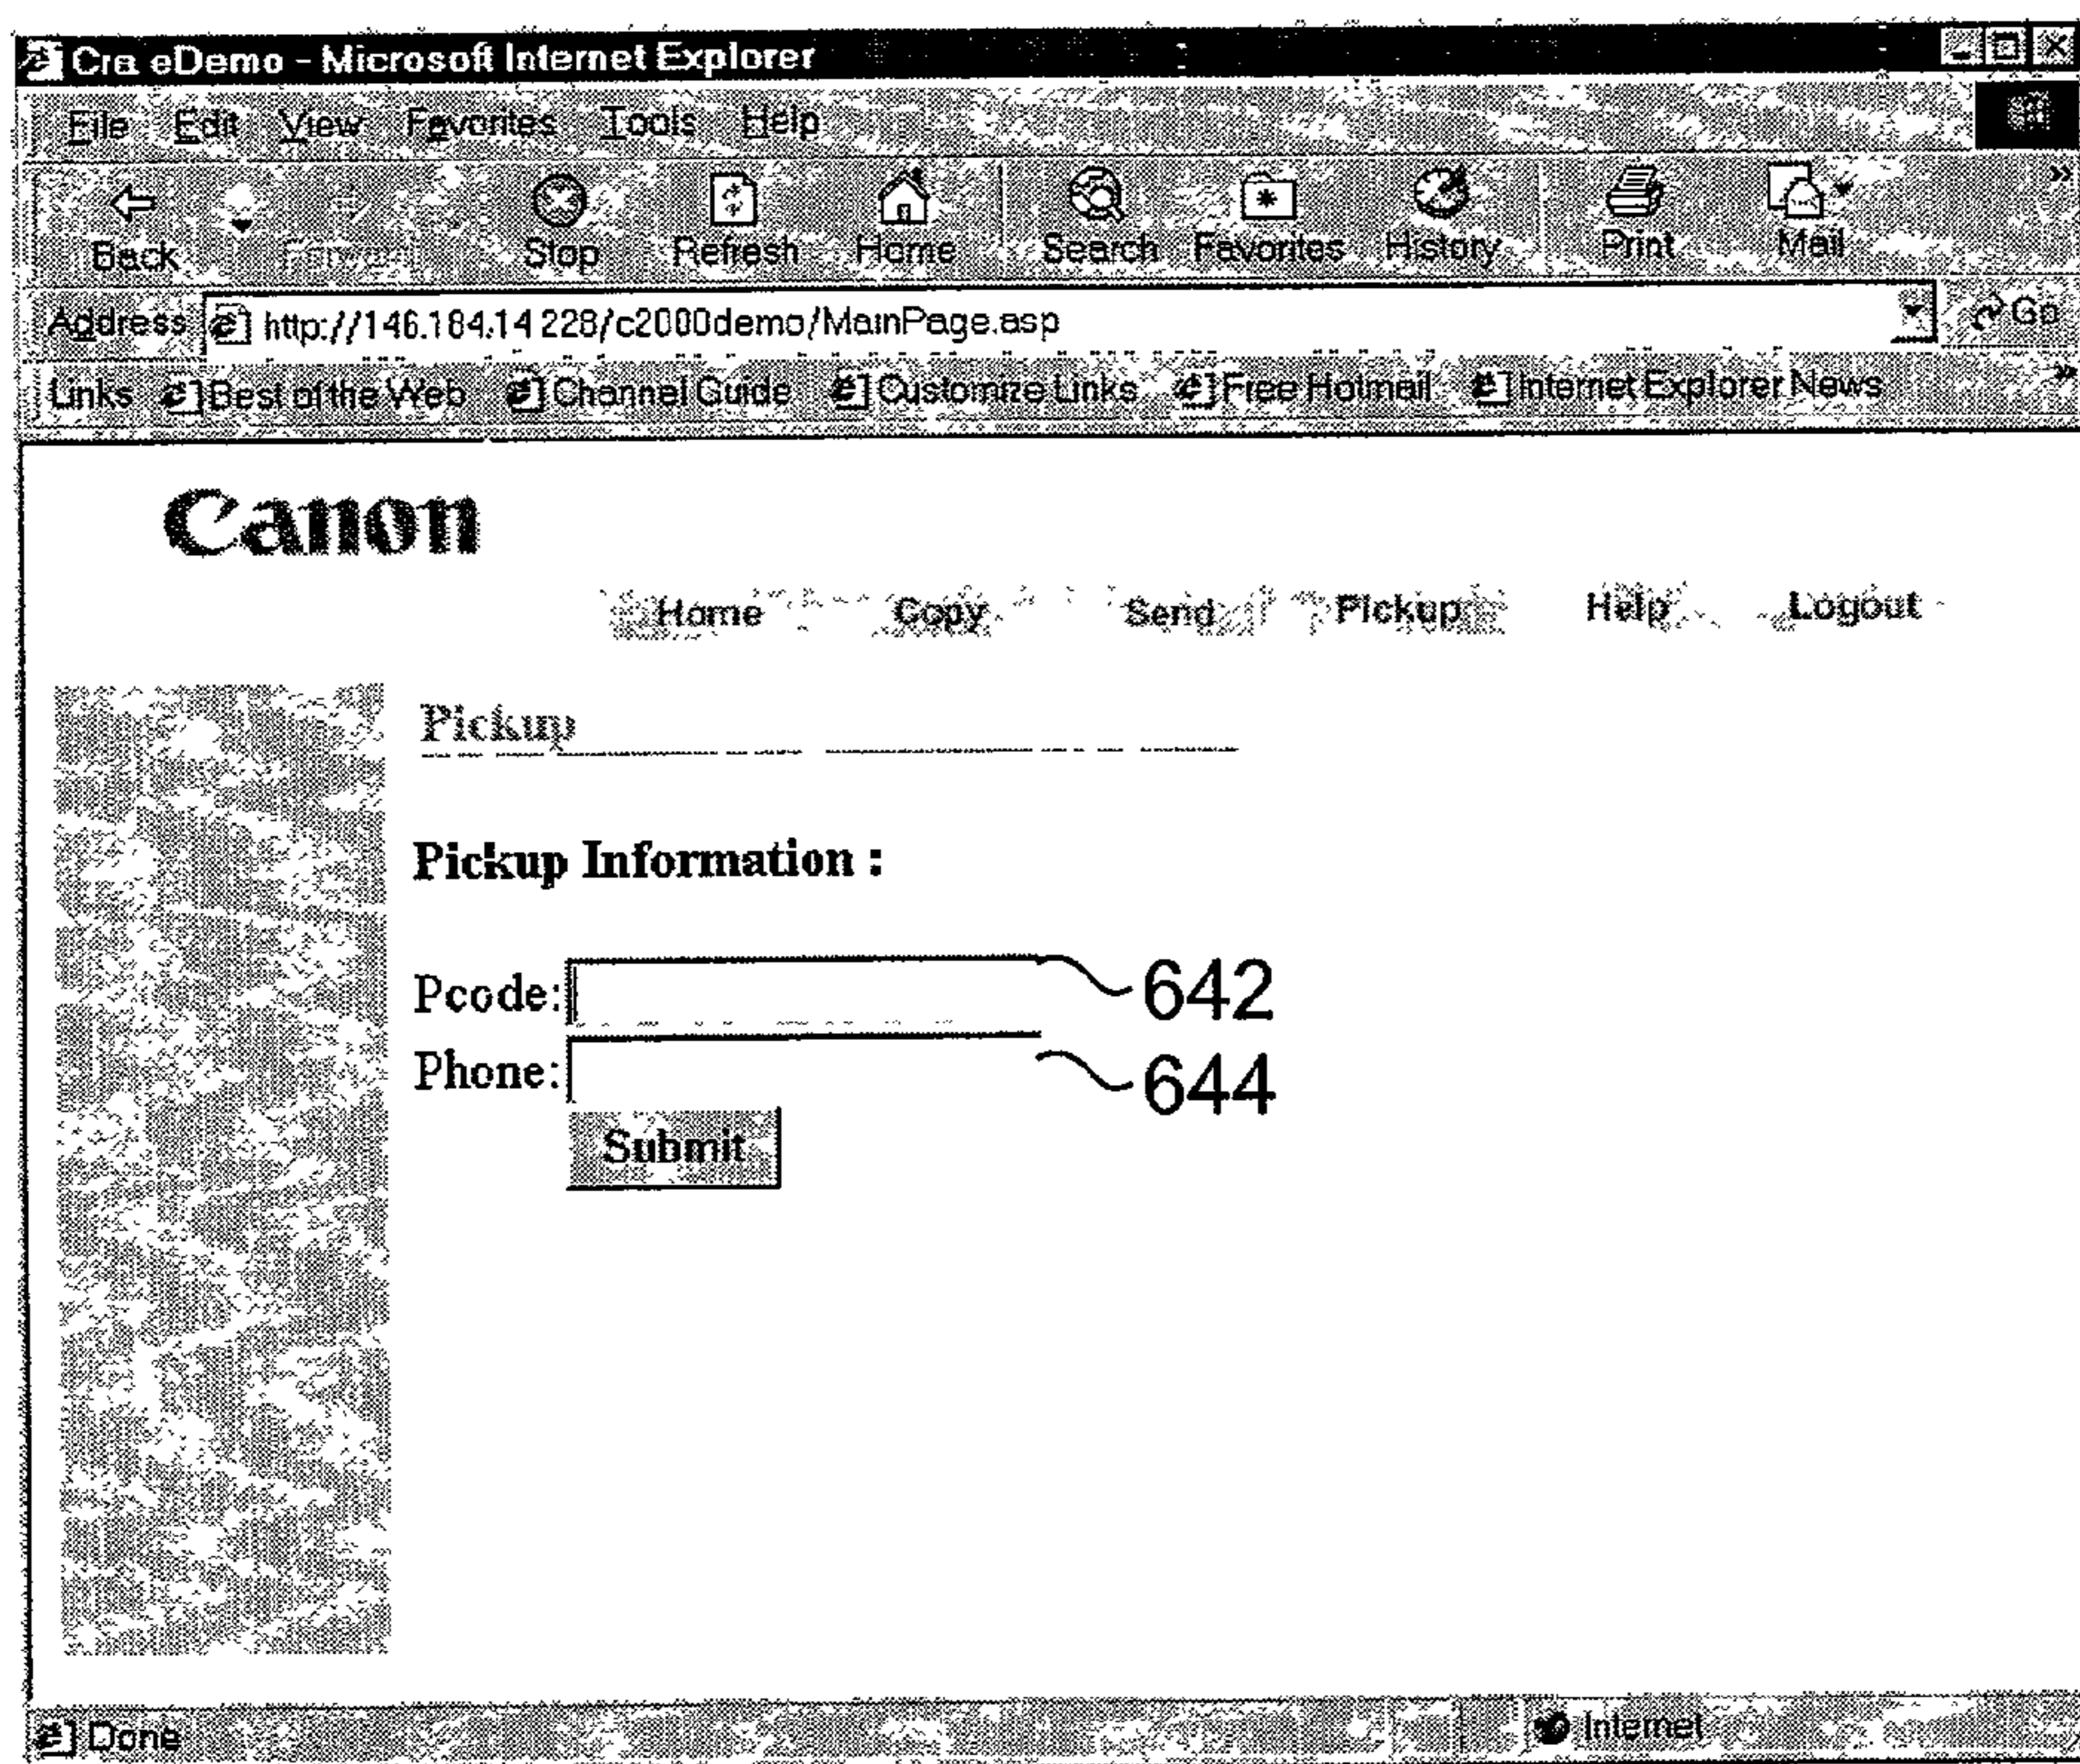 Cra eDemo - Microsoft Internet Explorer
File Edit View Favorites Tools Help
Back Forward Stop Refresh Home Search Favorites History Print Mail »
Address http://146.184.14.228/c2000demo/MainPage.asp Go
Links Best of the Web Channel Guide Customize Links Free Hotmail Internet Explorer News »
Canon
Home Copy Send Pickup Help Logout
Pickup
Pickup Information :
Pcode: 642
Phone: 644
Submit
Done Internet